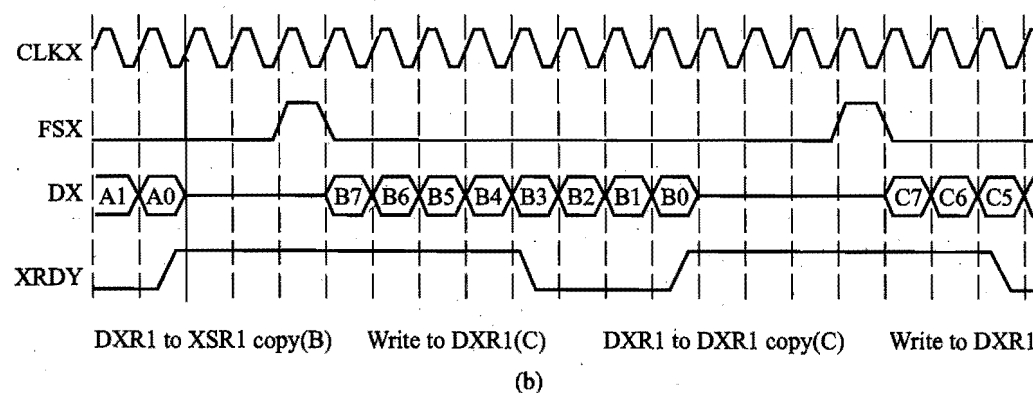 CLKX
FSX
DX A1 A0 B7 B6 B5 B4 B3 B2 B1 B0 C7 C6 C5
XRDY
DXR1 to XSR1 copy(B) Write to DXR1(C) DXR1 to DXR1 copy(C) Write to DXR1
(b)